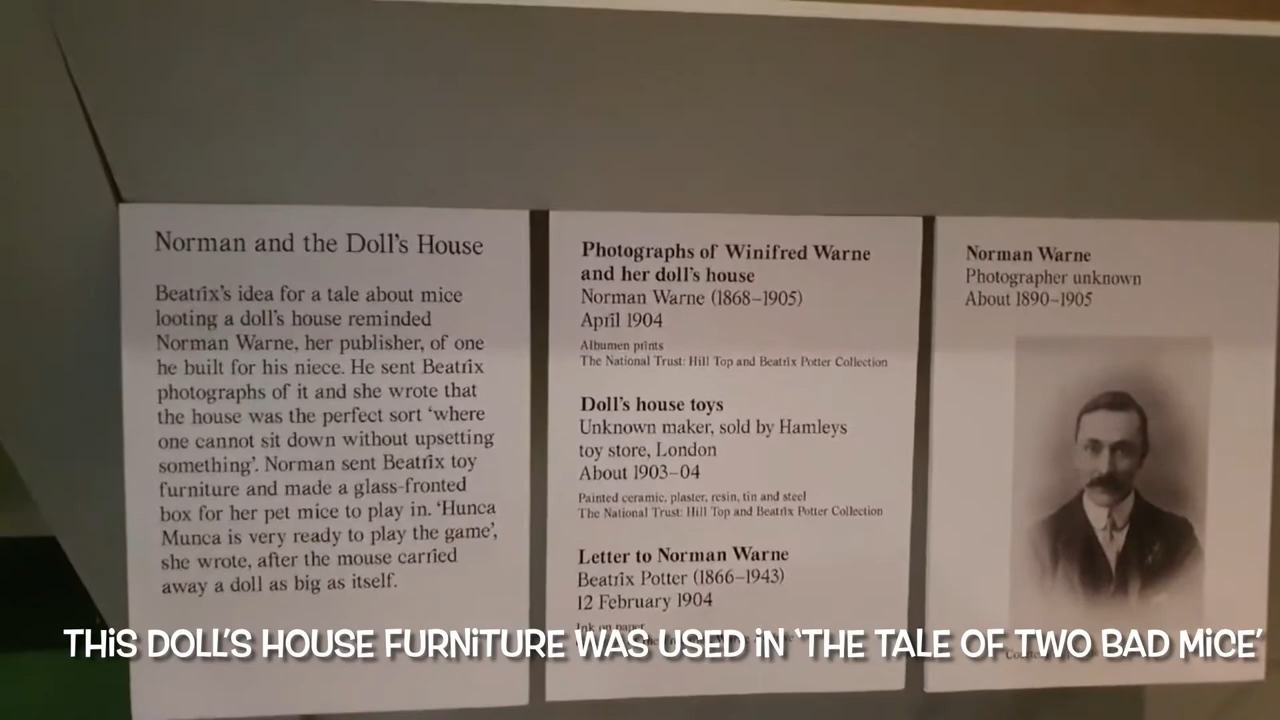 Norman and the Doll's House
Beatrix's idea for a tale about mice
looting a doll's house reminded
Norman Warne, her publisher, of one
he built for his niece. He sent Beatrix
photographs of it and she wrote that
the house was the perfect sort ‘where
one cannot sit down without upsetting
something’. Norman sent Beatrix toy
furniture and made a glass-fronted
box for her pet mice to play in. ‘Hunca
Munca is very ready to play the game’,
she wrote, after the mouse carried
away a doll as big as itself.
Photographs of Winifred Warne
and her doll's house
Norman Warne (1868–1905)
April 1904
Albumen prints
The National Trust: Hill Top and Beatrix Potter Collection
Doll's house toys
Unknown maker, sold by Hamleys
toy store, London
About 1903–04
Painted ceramic, plaster, resin, tin and steel
The National Trust: Hill Top and Beatrix Potter Collection
Letter to Norman Warne
Beatrix Potter (1866–1943)
12 February 1904
Ink on paper
Norman Warne
Photographer unknown
About 1890–1905
THiS DOLL'S HOUSE FURNiTURE WAS USED iN ‘THE TALE OF TWO BAD MiCE’